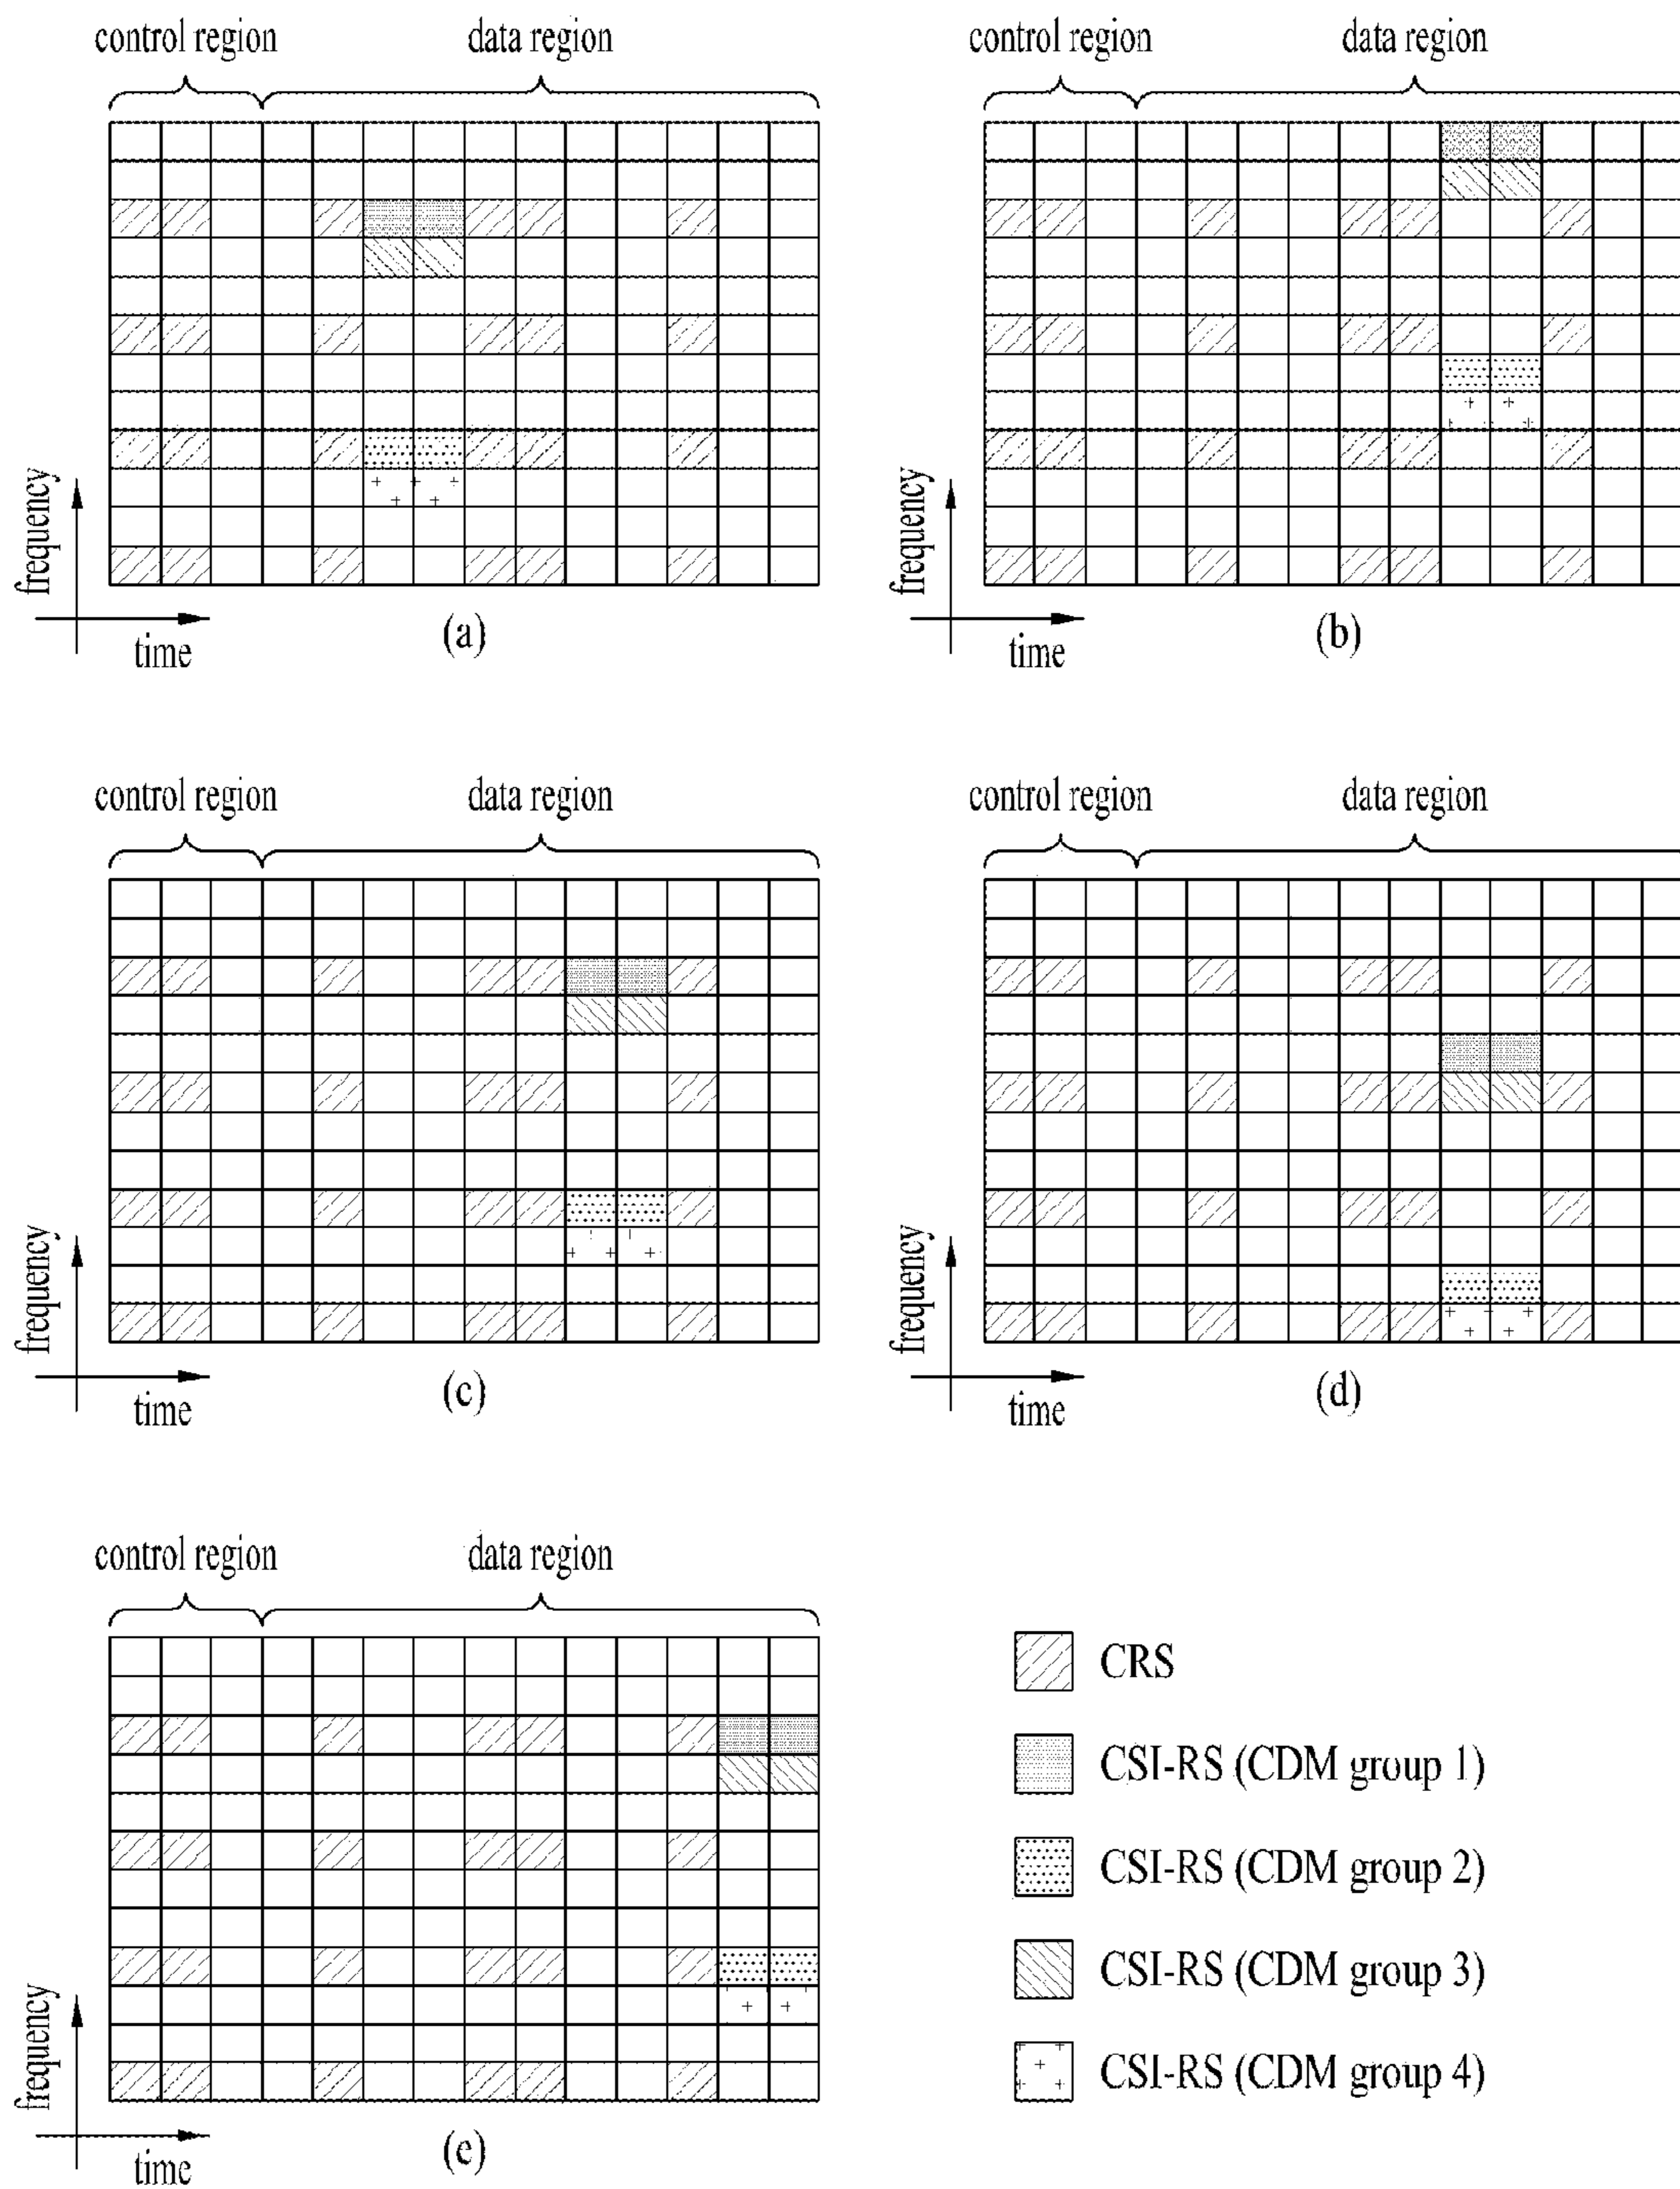 control region data region
control region data region
frequency
time
(a)
frequency
time
(b)
control region data region
control region data region
frequency
time
(c)
frequency
time
(d)
control region data region
frequency
time
(e)
CRS
CSI-RS (CDM group 1)
CSI-RS (CDM group 2)
CSI-RS (CDM group 3)
CSI-RS (CDM group 4)